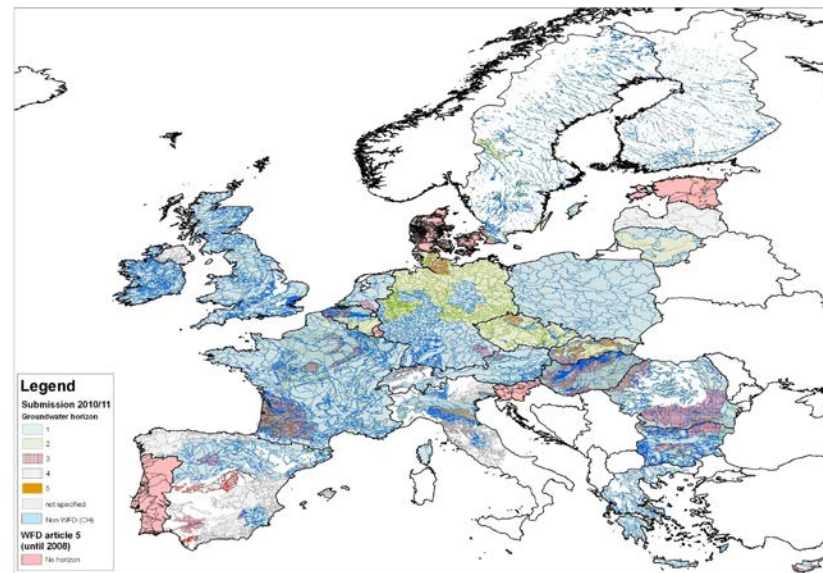 Legend
Submission 2010/11
Groundwater horizon
1
2
3
4
5
not specified
Non-WFD (CH)
WFD article 5
(until 2008)
No horizon